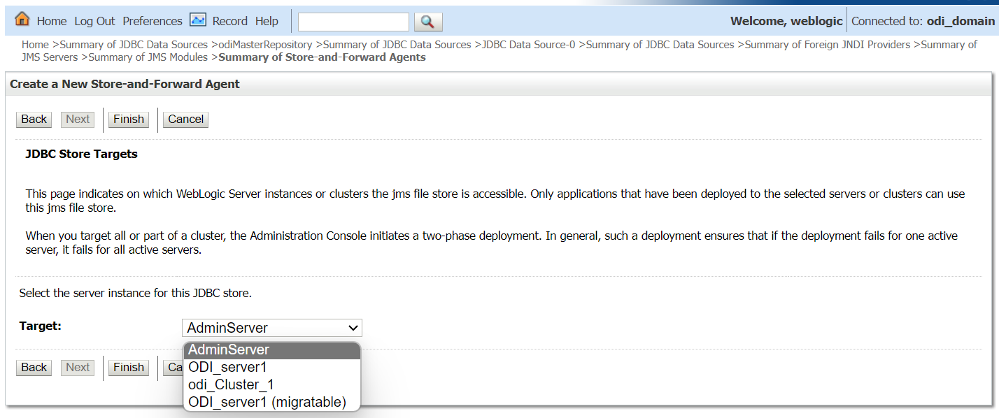 Home Log Out Preferences Record Help Welcome, weblogic Connected to: odi_domain
Home >Summary of JDBC Data Sources >odiMasterRepository >Summary of JDBC Data Sources >JDBC Data Source-0 >Summary of JDBC Data Sources >Summary of Foreign JNDI Providers >Summary of
JMS Servers >Summary of JMS Modules >Summary of Store-and-Forward Agents
Create a New Store-and-Forward Agent
Back Next Finish Cancel
JDBC Store Targets
This page indicates on which WebLogic Server instances or clusters the jms file store is accessible. Only applications that have been deployed to the selected servers or clusters can use
this jms file store.
When you target all or part of a cluster, the Administration Console initiates a two-phase deployment. In general, such a deployment ensures that if the deployment fails for one active
server, it fails for all active servers.
Select the server instance for this JDBC store.
Target: AdminServer
AdminServer
Back Next Finish Ca ODI_server1
odi_Cluster_1
ODI_server1 (migratable)